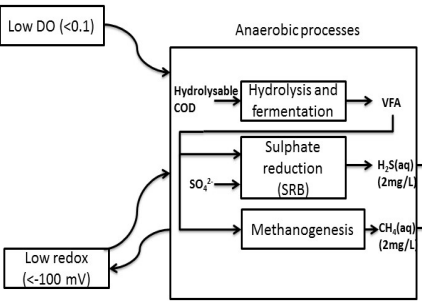 Low DO (<0.1)
Anaerobic processes
Hydrolysable
COD
Hydrolysis and
fermentation
VFA
Sulphate
reduction
(SRB)
SO₄²⁻
H₂S(aq)
(2mg/L)
Methanogenesis
CH₄(aq)
(2mg/L)
Low redox
(<-100 mV)